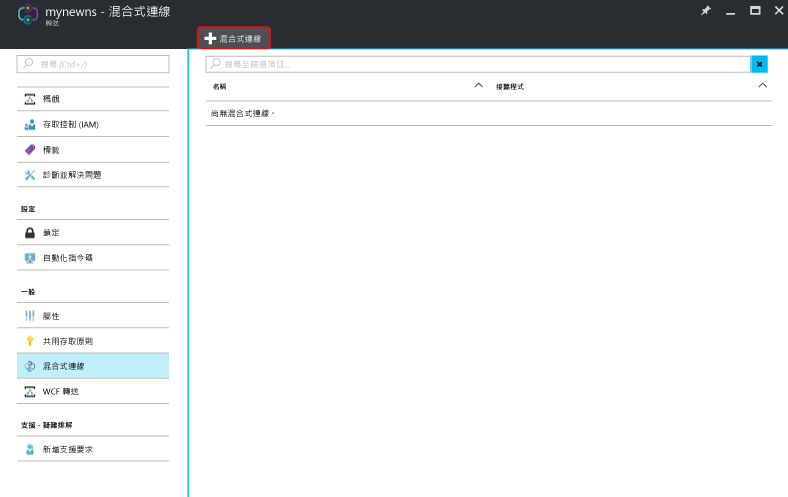 mynewns - 混合式連線
轉送
混合式連線
搜尋 (Ctrl+/)
概觀
存取控制 (IAM)
標籤
診斷並解決問題
設定
鎖定
自動化指令碼
一般
屬性
共用存取原則
混合式連線
WCF 轉送
支援 - 疑難排解
新增支援要求
搜尋至篩選項目...
名稱
接聽程式
尚無混合式連線。